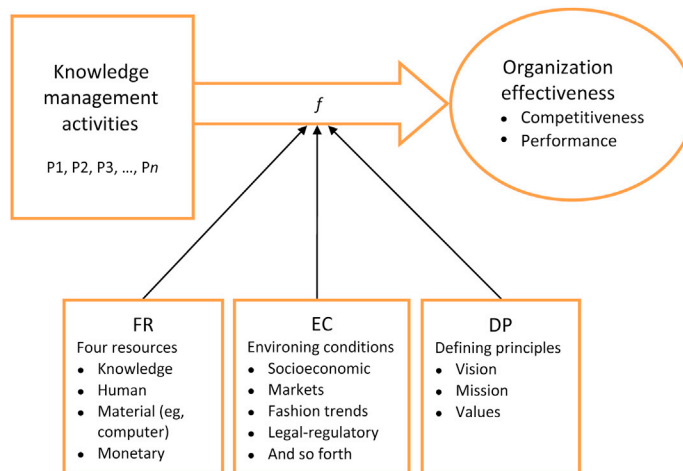 Knowledge
management
activities
P1, P2, P3, ..., Pn
f
Organization
effectiveness
• Competitiveness
• Performance
FR
Four resources
• Knowledge
• Human
• Material (eg,
computer)
• Monetary
EC
Environing conditions
• Socioeconomic
• Markets
• Fashion trends
• Legal-regulatory
• And so forth
DP
Defining principles
• Vision
• Mission
• Values